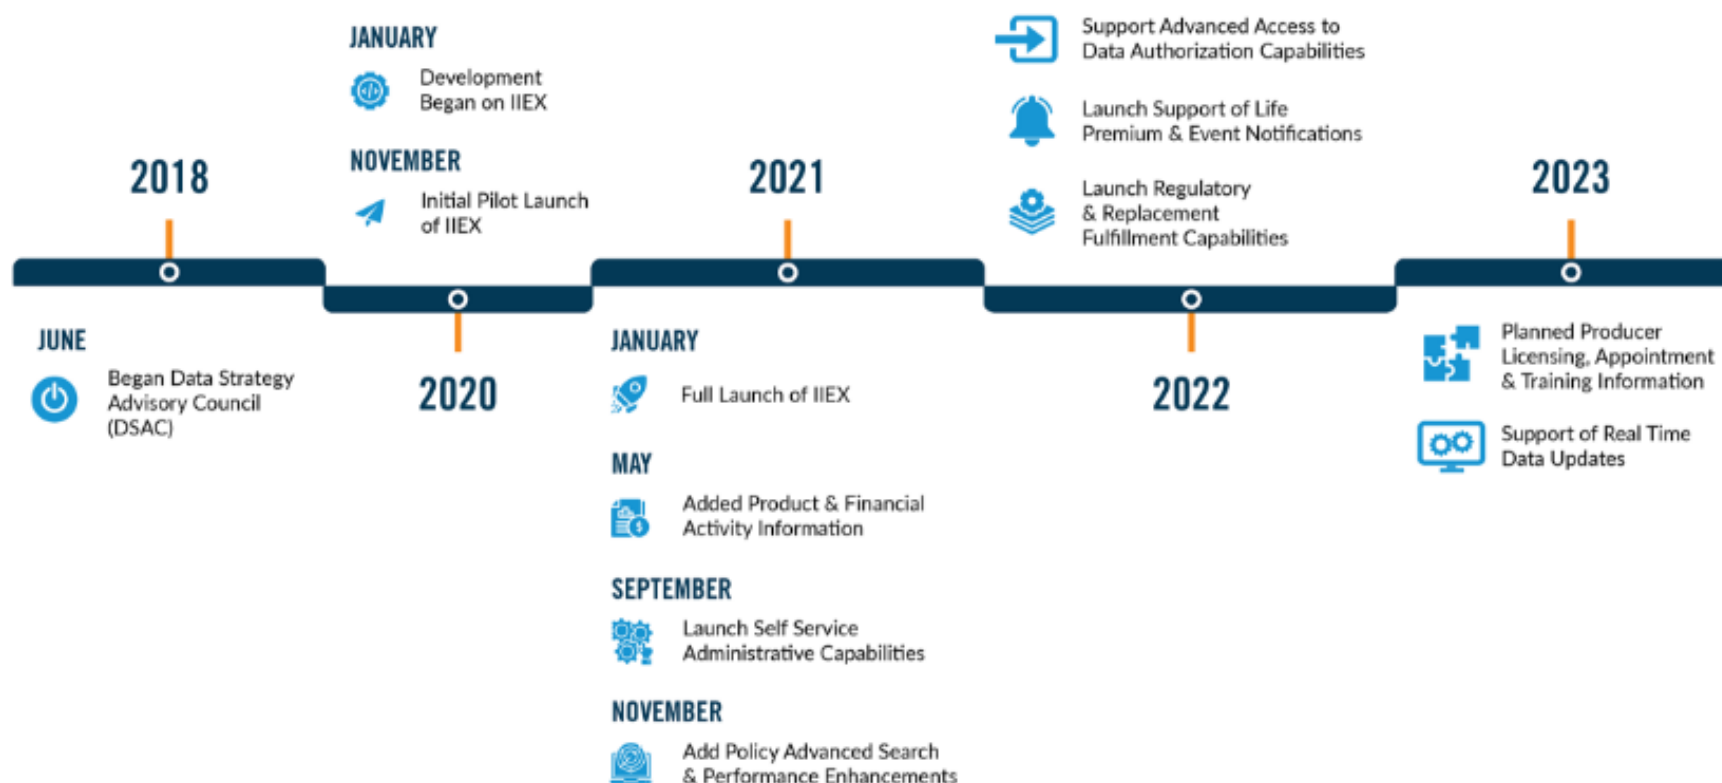 2018
JUNE
Began Data Strategy
Advisory Council
(DSAC)
JANUARY
Development
Began on IIEX
NOVEMBER
Initial Pilot Launch
of IIEX
2020
2021
JANUARY
Full Launch of IIEX
MAY
Added Product & Financial
Activity Information
SEPTEMBER
Launch Self Service
Administrative Capabilities
NOVEMBER
Add Policy Advanced Search
& Performance Enhancements
Support Advanced Access to
Data Authorization Capabilities
Launch Support of Life
Premium & Event Notifications
Launch Regulatory
& Replacement
Fulfillment Capabilities
2022
2023
Planned Producer
Licensing, Appointment
& Training Information
Support of Real Time
Data Updates